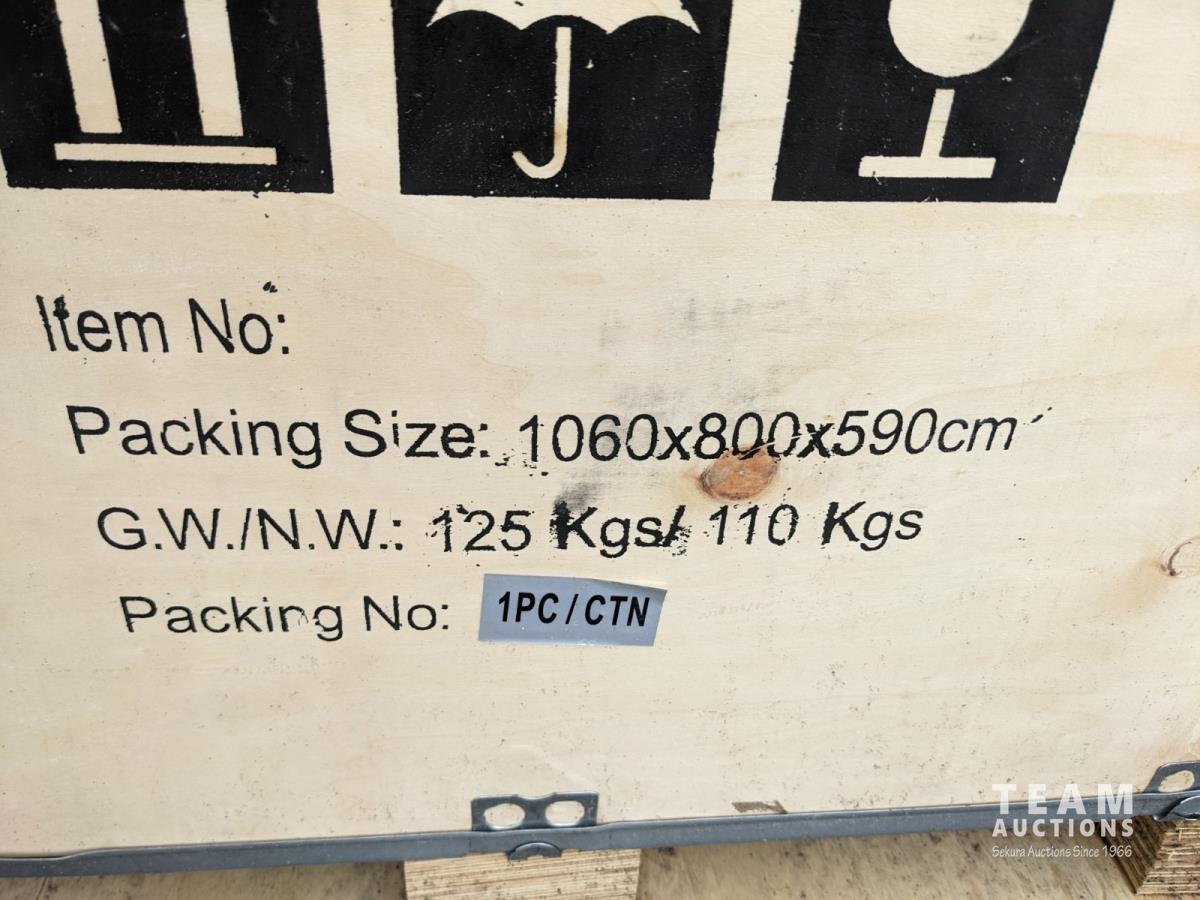 Item No:
Packing Size: 1060x800x590cm
G.W./N.W.: 125 Kgs/ 110 Kgs
Packing No: 1PC/CTN
TEAM
AUCTIONS
Sekura Auctions Since 1966